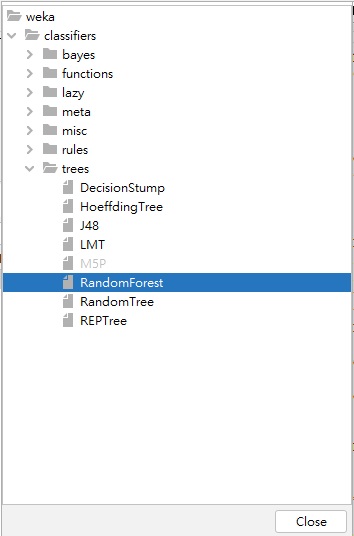 weka
classifiers
bayes
functions
lazy
meta
misc
rules
trees
DecisionStump
HoeffdingTree
J48
LMT
M5P
RandomForest
RandomTree
REPTree
Close